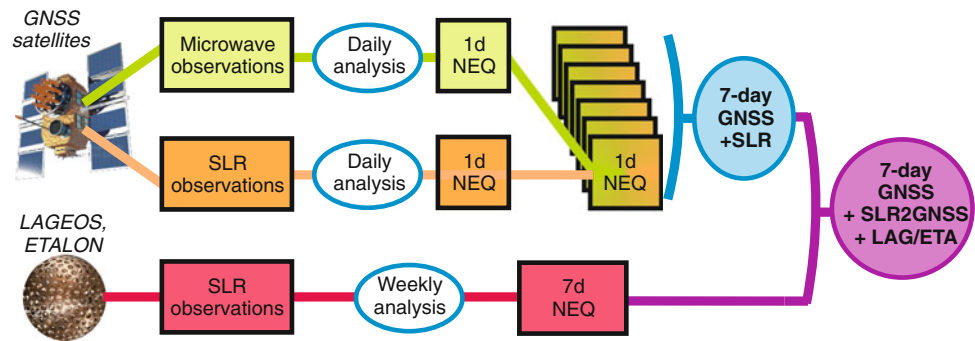 GNSS
satellites
Microwave
observations
Daily
analysis
1d
NEQ
SLR
observations
Daily
analysis
1d
NEQ
1d
NEQ
7-day
GNSS
+SLR
7-day
GNSS
+ SLR2GNSS
+ LAG/ETA
LAGEOS,
ETALON
SLR
observations
Weekly
analysis
7d
NEQ